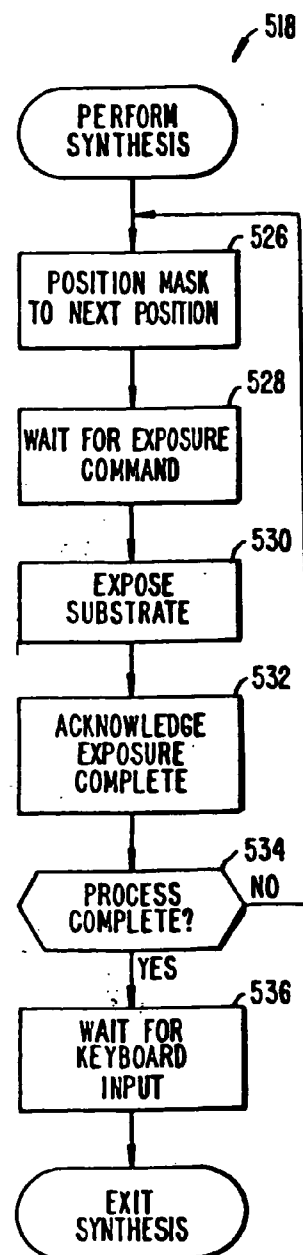 518
PERFORM
SYNTHESIS
526
POSITION MASK
TO NEXT POSITION
528
WAIT FOR EXPOSURE
COMMAND
530
EXPOSE
SUBSTRATE
532
ACKNOWLEDGE
EXPOSURE
COMPLETE
534
PROCESS
COMPLETE?
NO
YES
536
WAIT FOR
KEYBOARD
INPUT
EXIT
SYNTHESIS